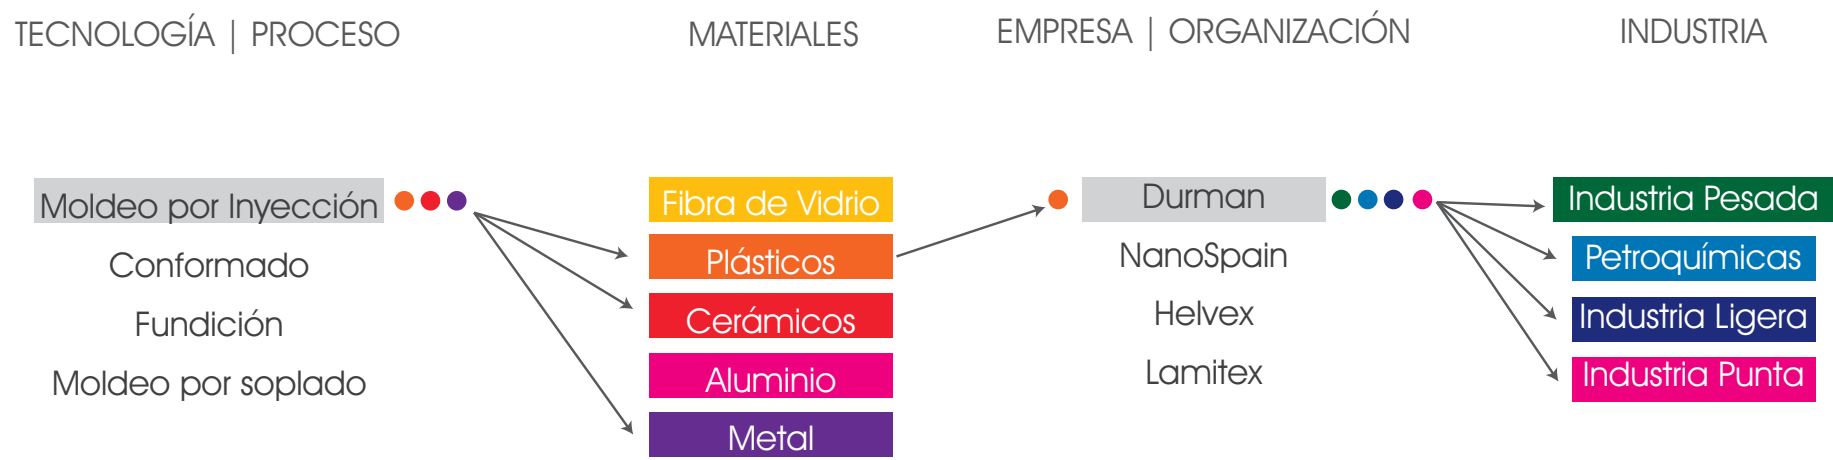 TECNOLOGÍA | PROCESO
MATERIALES
EMPRESA | ORGANIZACIÓN
INDUSTRIA
Moldeo por Inyección
Conformado
Fundición
Moldeo por soplado
Fibra de Vidrio
Plásticos
Cerámicos
Aluminio
Metal
Durman
NanoSpain
Helvex
Lamitex
Industria Pesada
Petroquímicas
Industria Ligera
Industria Punta